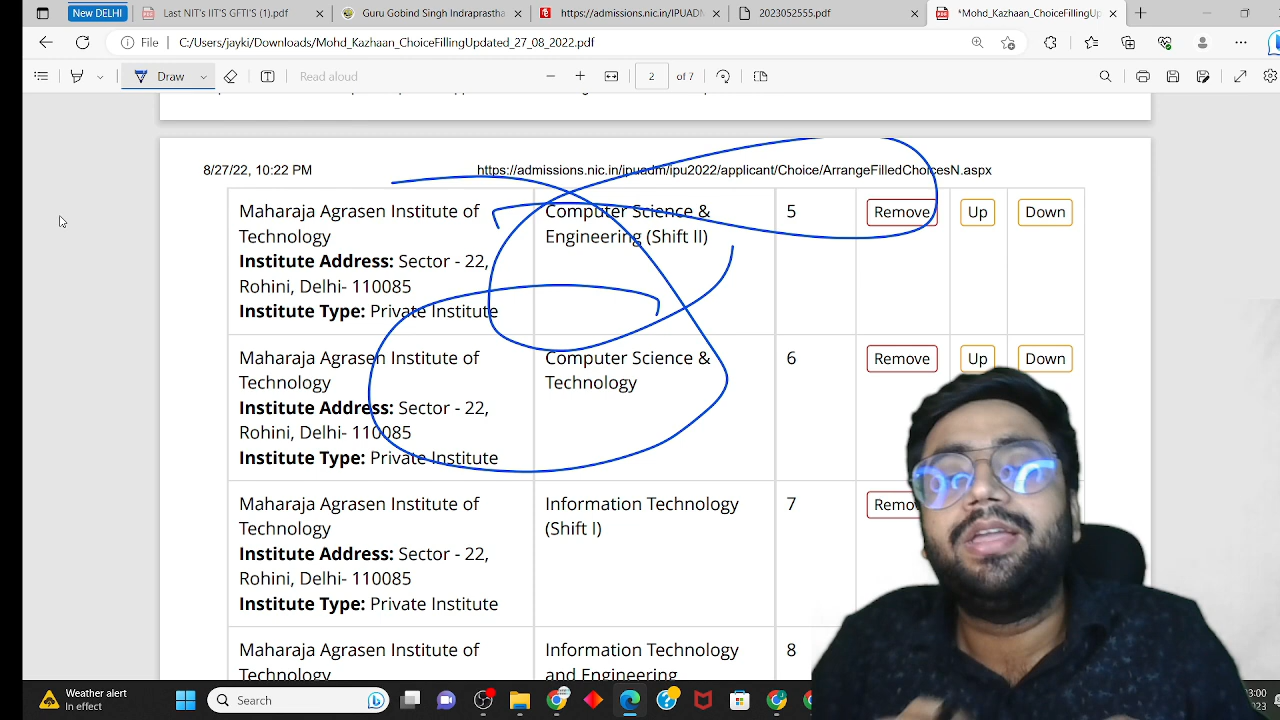 New DELHI
Last NIT's IIT'S GFTI'S (1).pdf
Guru Gobind Singh Indraprastha
https://admissions.nic.in/IPUADM
205535555.pdf
*Mohd_Kazhaan_ChoiceFillingUp
File
C:/Users/jayki/Downloads/Mohd_Kazhaan_ChoiceFillingUpdated_27_08_2022.pdf
Draw
Read aloud
2 of 7
8/27/22, 10:22 PM
https://admissions.nic.in/ipuadm/ipu2022/applicant/Choice/ArrangeFilledChoicesN.aspx
Maharaja Agrasen Institute of
Technology
Institute Address: Sector - 22,
Rohini, Delhi- 110085
Institute Type: Private Institute
Computer Science &
Engineering (Shift II)
5
Remove
Up
Down
Maharaja Agrasen Institute of
Technology
Institute Address: Sector - 22,
Rohini, Delhi- 110085
Institute Type: Private Institute
Computer Science &
Technology
6
Remove
Up
Down
Maharaja Agrasen Institute of
Technology
Institute Address: Sector - 22,
Rohini, Delhi- 110085
Institute Type: Private Institute
Information Technology
(Shift I)
7
Remo
Maharaja Agrasen Institute of
Technology
Information Technology
and Engineering
8
Weather alert
In effect
Search